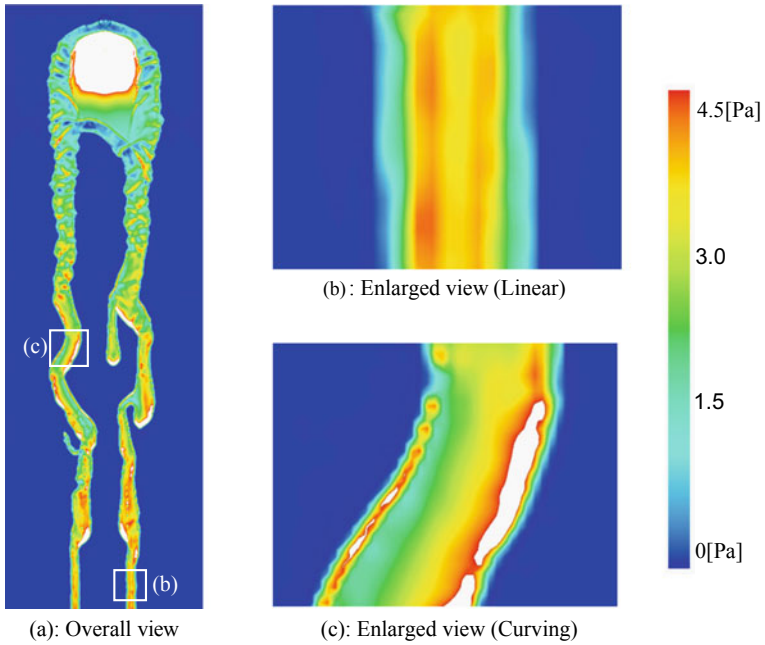 (c)
(b)
(a): Overall view
(b): Enlarged view (Linear)
(c): Enlarged view (Curving)
4.5[Pa]
3.0
1.5
0[Pa]